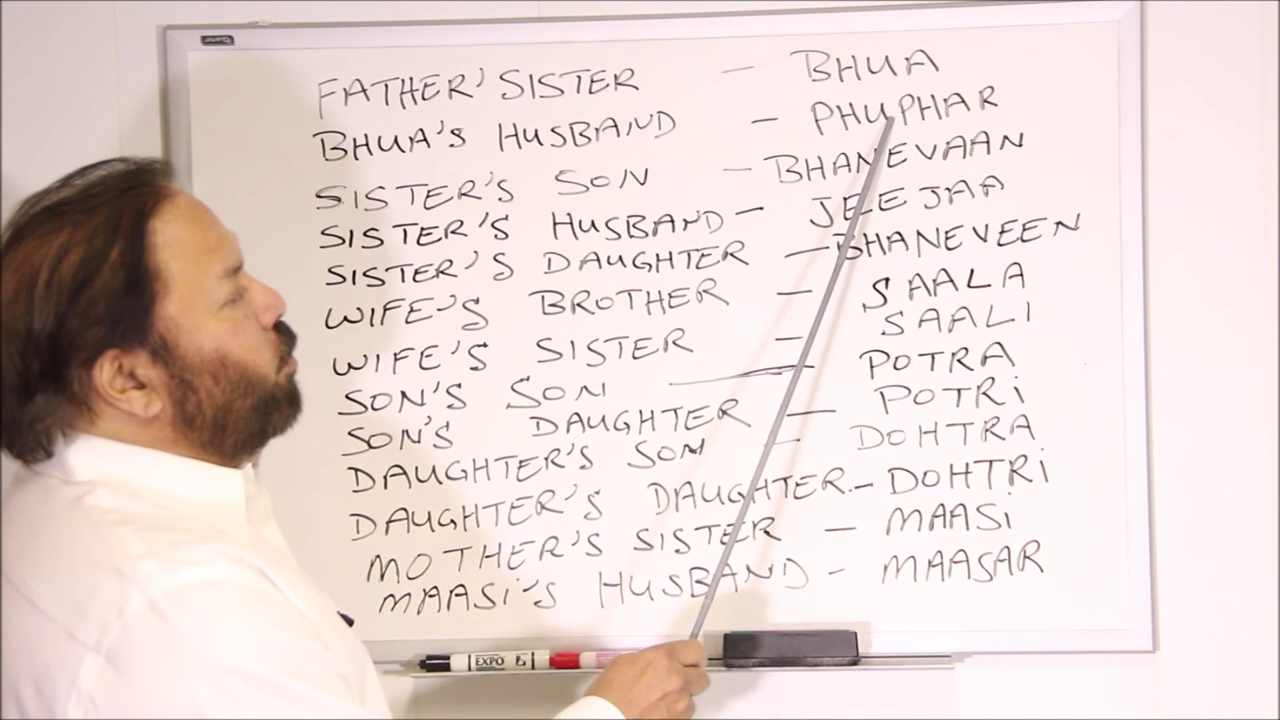 FATHER' SISTER - BHUA
BHUA'S HUSBAND - PHUPHAR
SISTER'S SON - BHANEVAAN
SISTER'S HUSBAND - JEEJAA
SISTER'S DAUGHTER - BHANEVEEN
WIFE'S BROTHER - SAALA
WIFE'S SISTER - SAALI
SON'S SON - POTRA
SON'S DAUGHTER - POTRi
DAUGHTER'S SON - DOHTRA
DAUGHTER'S DAUGHTER - DOHTRi
MOTHER'S SISTER - MAASi
MAASi'S HUSBAND - MAASAR
EXPO